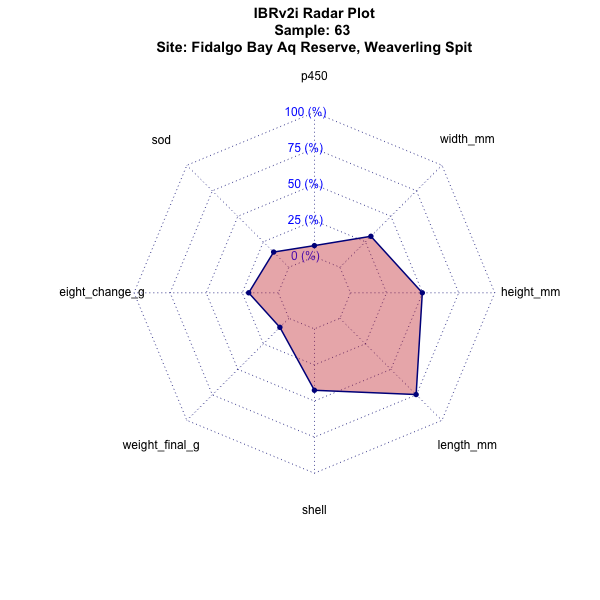 IBRv2i Radar Plot
Sample: 63
Site: Fidalgo Bay Aq Reserve, Weaverling Spit
p450
100 (%)
sod
width_mm
75 (%)
50 (%)
25 (%)
0 (%)
eight_change_g
height_mm
weight_final_g
length_mm
shell